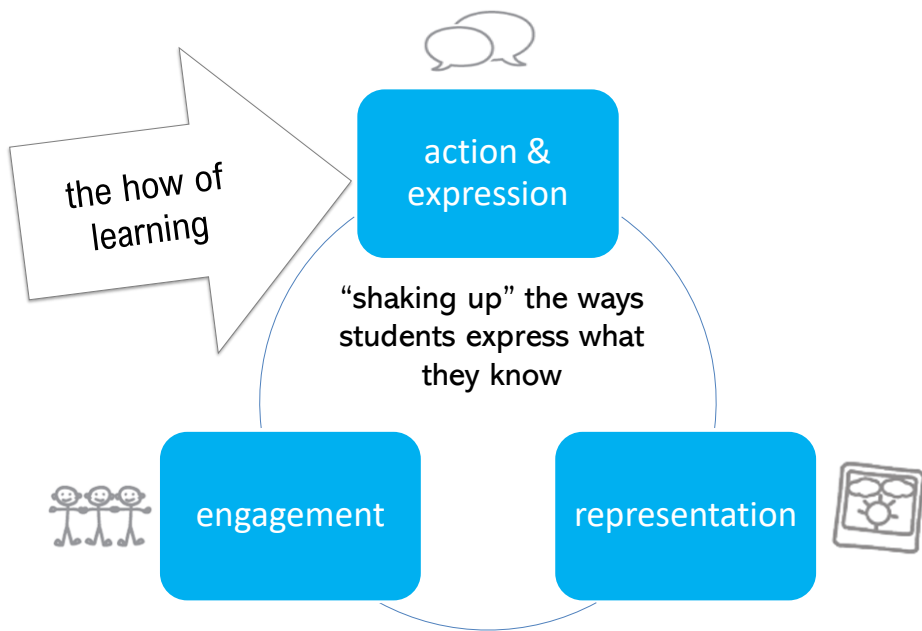 action &
expression
the how of
learning
“shaking up” the ways
students express what
they know
engagement
representation